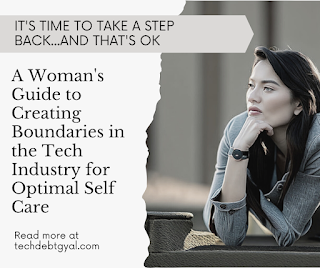 IT'S TIME TO TAKE A STEP
BACK...AND THAT'S OK
A Woman's
Guide to
Creating
Boundaries in
the Tech
Industry for
Optimal Self
Care
Read more at
techdebtgyal.com